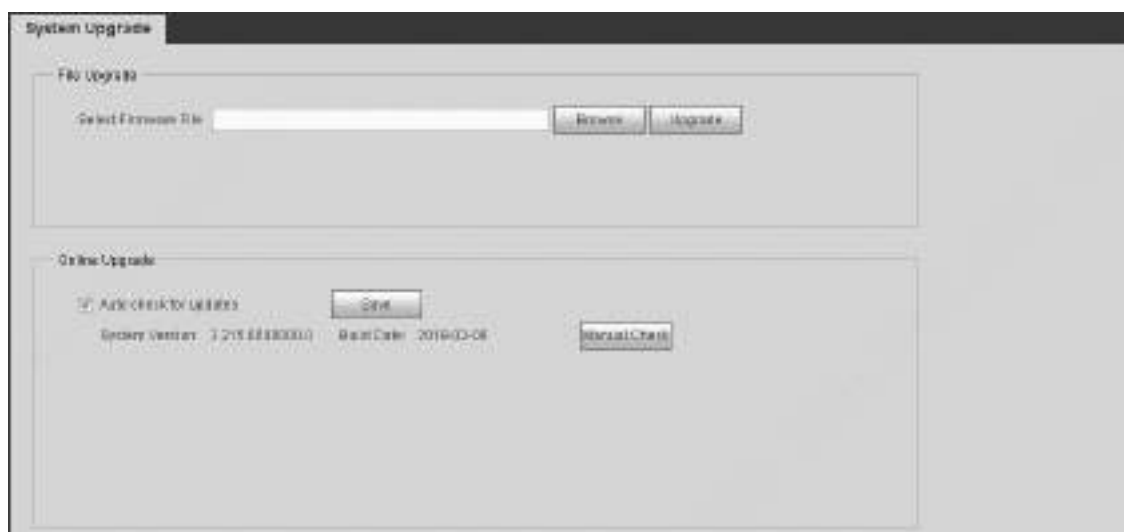 System Upgrade
File Upgrade
Select Firmware File Browse Upgrade
Online Upgrade
Auto-check for updates Save
System Version Build Date Manual Check